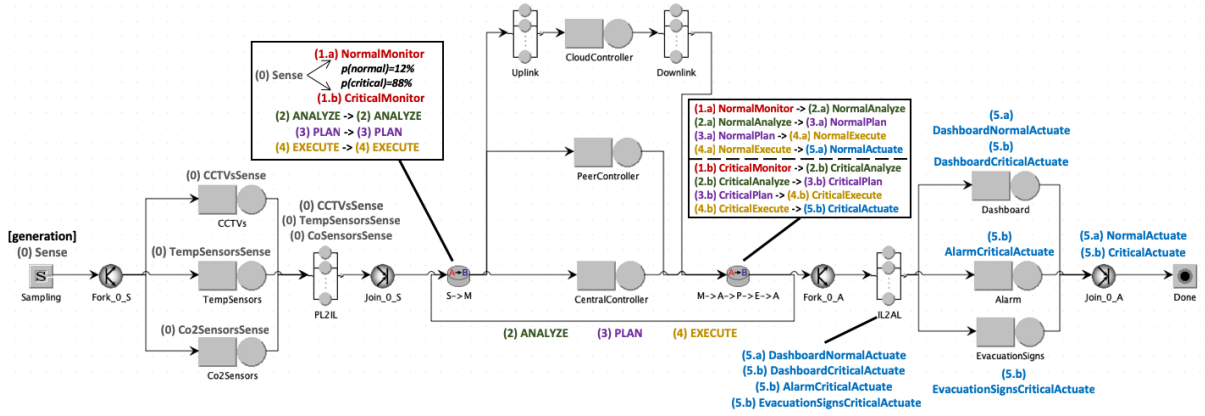 Uplink
CloudController
Downlink
(1.a) NormalMonitor
(0) Sense
p(normal)=12%
p(critical)=88%
(1.b) CriticalMonitor
(2) ANALYZE -> (2) ANALYZE
(3) PLAN -> (3) PLAN
(4) EXECUTE -> (4) EXECUTE
PeerController
(1.a) NormalMonitor -> (2.a) NormalAnalyze
(2.a) NormalAnalyze -> (3.a) NormalPlan
(3.a) NormalPlan -> (4.a) NormalExecute
(4.a) NormalExecute -> (5.a) NormalActuate
(1.b) CriticalMonitor -> (2.b) CriticalAnalyze
(2.b) CriticalAnalyze -> (3.b) CriticalPlan
(3.b) CriticalPlan -> (4.b) CriticalExecute
(4.b) CriticalExecute -> (5.b) CriticalActuate
(5.a)
DashboardNormalActuate
(5.b)
DashboardCriticalActuate
Dashboard
(0) CCTVsSense
CCTVs
(0) CCTVsSense
(0) TempSensorsSense
(0) CoSensorsSense
[generation]
(0) Sense
S
Sampling
Fork_0_S
(0) TempSensorsSense
TempSensors
PL2IL
Join_0_S
A->B
S->M
CentralController
A->B
M->A->P->E->A
Fork_0_A
IL2AL
(5.b)
AlarmCriticalActuate
Alarm
(5.a) NormalActuate
(5.b) CriticalActuate
Join_0_A
Done
(0) Co2SensorsSense
Co2Sensors
(2) ANALYZE (3) PLAN (4) EXECUTE
(5.a) DashboardNormalActuate
(5.b) DashboardCriticalActuate
(5.b) AlarmCriticalActuate
(5.b) EvacuationSignsCriticalActuate
EvacuationSigns
(5.b)
EvacuationSignsCriticalActuate